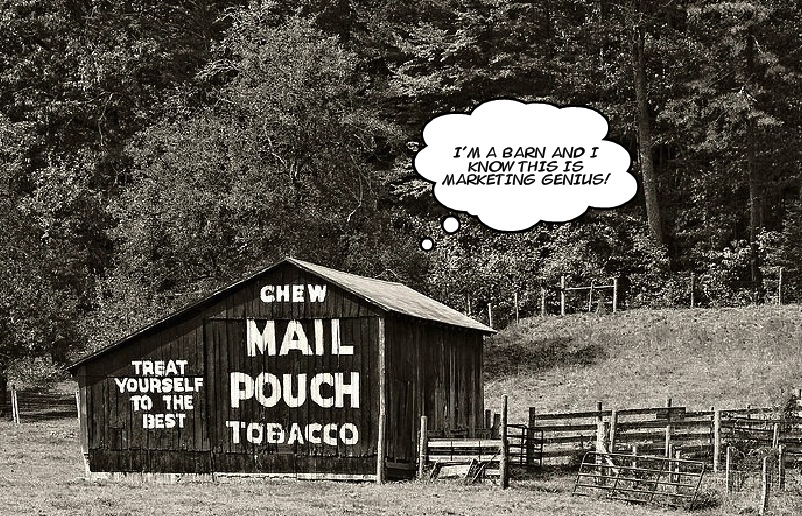 I'M A BARN AND I
KNOW THIS IS
MARKETING GENIUS!
CHEW
MAIL
POUCH
TOBACCO
TREAT
YOURSELF
TO THE
BEST